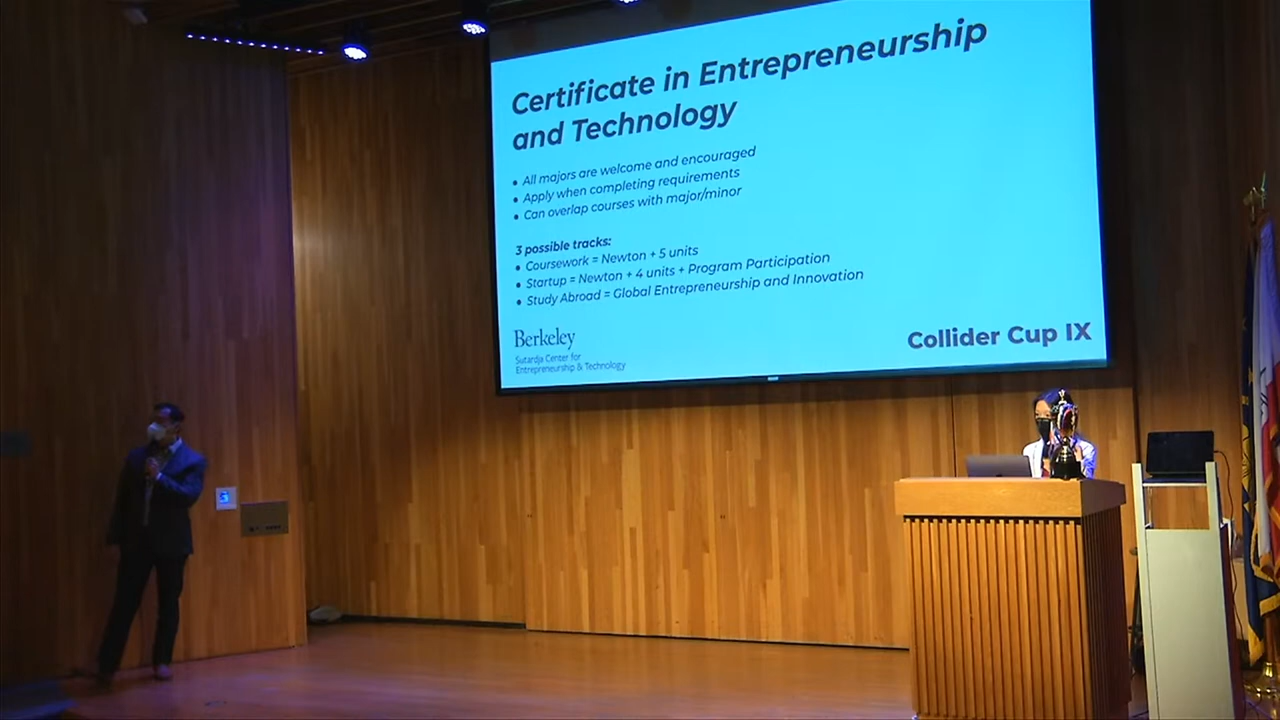 Certificate in Entrepreneurship
and Technology
• All majors are welcome and encouraged
• Apply when completing requirements
• Can overlap courses with major/minor
3 possible tracks:
• Coursework = Newton + 5 units
• Startup = Newton + 4 units + Program Participation
• Study Abroad = Global Entrepreneurship and Innovation
Berkeley
Sutardja Center for
Entrepreneurship & Technology
Collider Cup IX